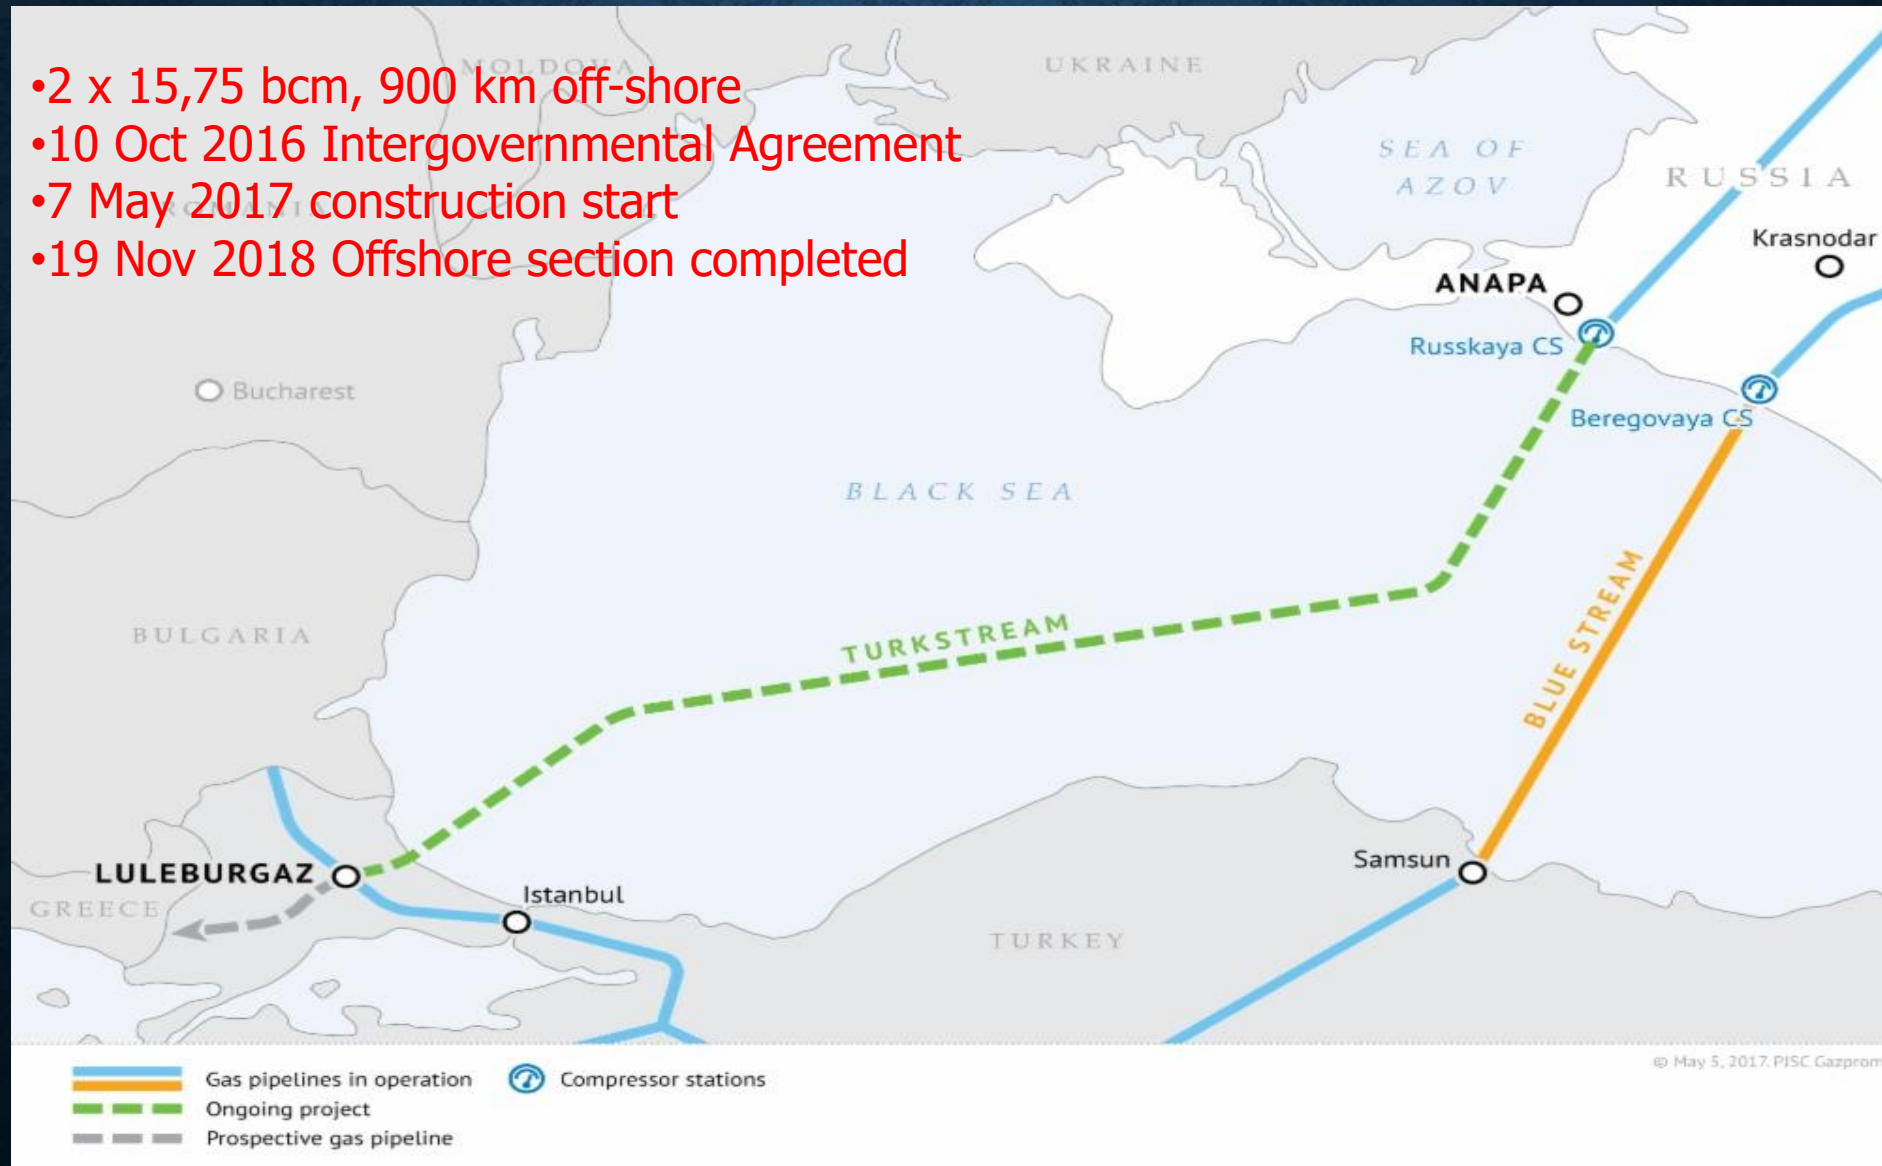 •2 x 15,75 bcm, 900 km off-shore
•10 Oct 2016 Intergovernmental Agreement
•7 May 2017 construction start
•19 Nov 2018 Offshore section completed
MOLDOVA
UKRAINE
ROMANIA
SEA OF
AZOV
RUSSIA
Krasnodar
ANAPA
Russkaya CS
Beregovaya CS
Bucharest
BLACK SEA
BULGARIA
TURKSTREAM
BLUE STREAM
LULEBURGAZ
Istanbul
Samsun
GREECE
TURKEY
© May 5, 2017. PJSC Gazprom
Gas pipelines in operation
Compressor stations
Ongoing project
Prospective gas pipeline